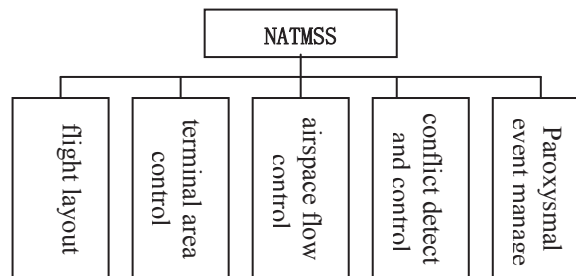 NATMSS
flight layout
terminal area
control
airspace flow
control
conflict detect
and control
Paroxysmal
event manage